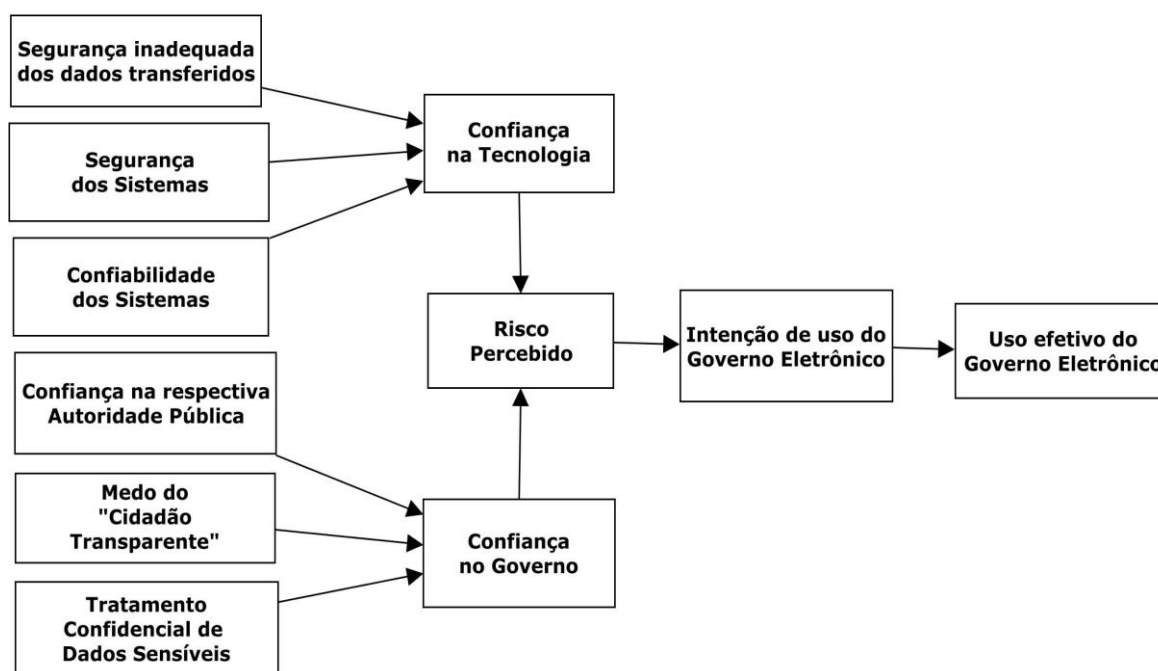 Segurança inadequada
dos dados transferidos
Segurança
dos Sistemas
Confiabilidade
dos Sistemas
Confiança na respectiva
Autoridade Pública
Medo do
"Cidadão
Transparente"
Tratamento
Confidencial de
Dados Sensíveis
Confiança
na Tecnologia
Risco
Percebido
Confiança
no Governo
Intenção de uso do
Governo Eletrônico
Uso efetivo do
Governo Eletrônico